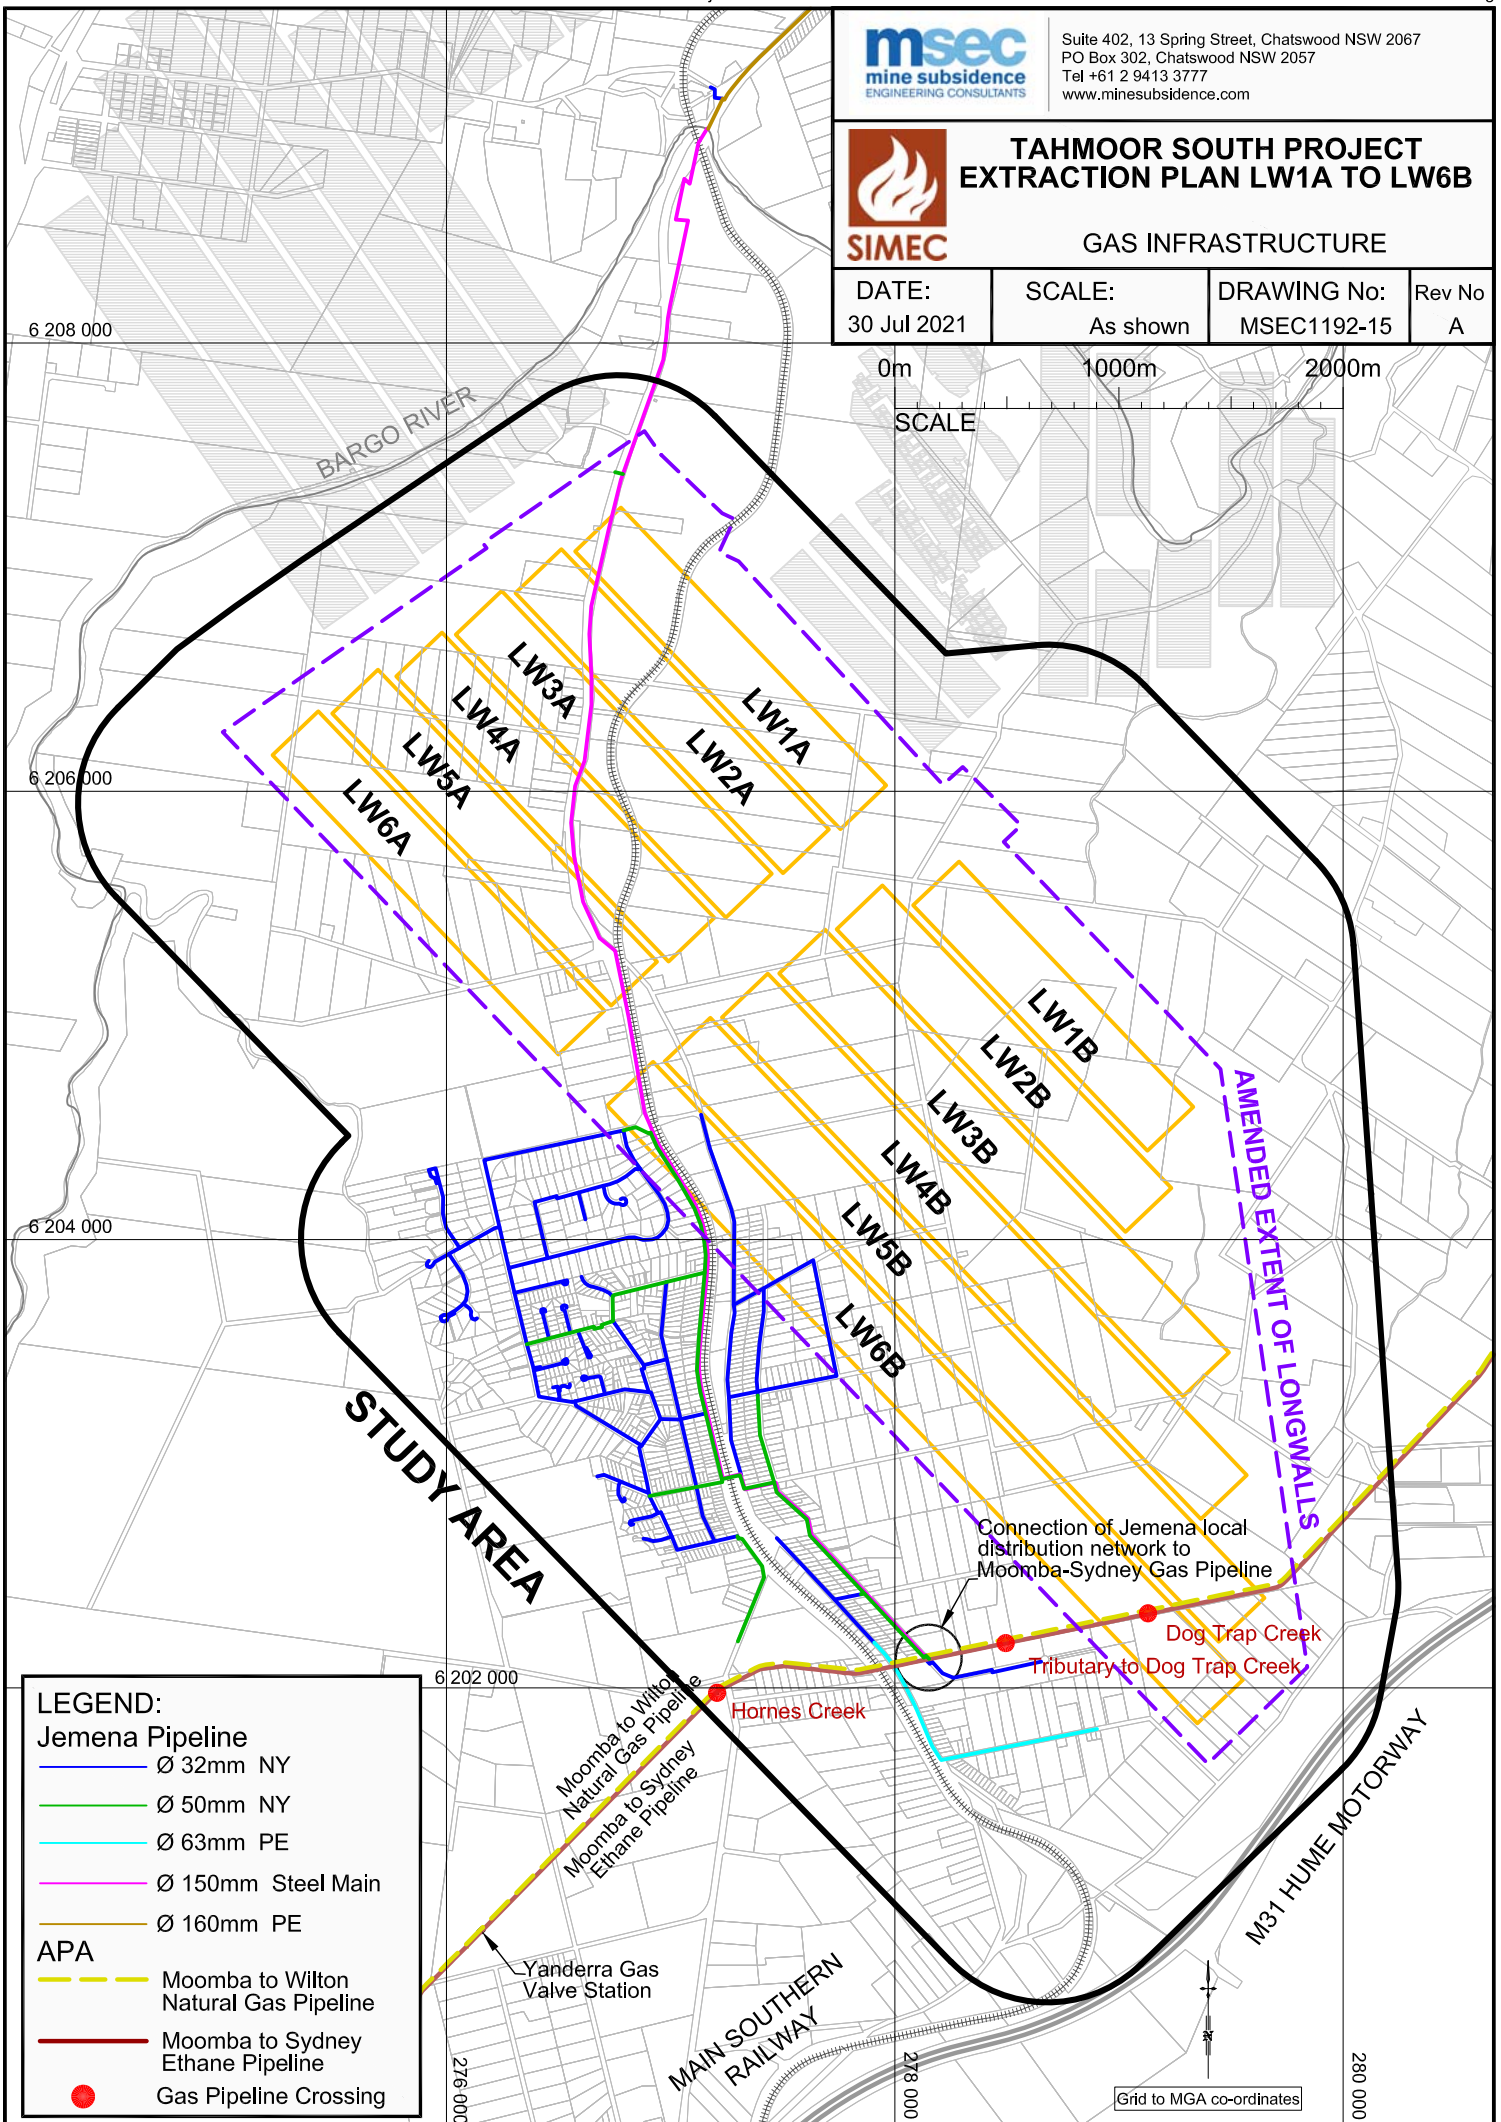 msec
mine subsidence
ENGINEERING CONSULTANTS
Suite 402, 13 Spring Street, Chatswood NSW 2067
PO Box 302, Chatswood NSW 2057
Tel +61 2 9413 3777
www.minesubsidence.com
SIMEC
TAHMOOR SOUTH PROJECT
EXTRACTION PLAN LW1A TO LW6B
GAS INFRASTRUCTURE
DATE:
30 Jul 2021
SCALE:
As shown
DRAWING No:
MSEC1192-15
Rev No
A
0m
1000m
2000m
SCALE
6 208 000
BARGO RIVER
6 206 000
LW1A
LW2A
LW3A
LW4A
LW5A
LW6A
LW1B
LW2B
LW3B
LW4B
LW5B
LW6B
AMENDED EXTENT OF LONGWALLS
6 204 000
STUDY AREA
Connection of Jemena local
distribution network to
Moomba-Sydney Gas Pipeline
Dog Trap Creek
Tributary to Dog Trap Creek
Hornes Creek
6 202 000
Moomba to Wilton
Natural Gas Pipeline
Moomba to Sydney
Ethane Pipeline
Yanderra Gas
Valve Station
MAIN SOUTHERN
RAILWAY
M31 HUME MOTORWAY
N
Grid to MGA co-ordinates
276 000
278 000
280 000
LEGEND:
Jemena Pipeline
Ø 32mm NY
Ø 50mm NY
Ø 63mm PE
Ø 150mm Steel Main
Ø 160mm PE
APA
Moomba to Wilton
Natural Gas Pipeline
Moomba to Sydney
Ethane Pipeline
Gas Pipeline Crossing